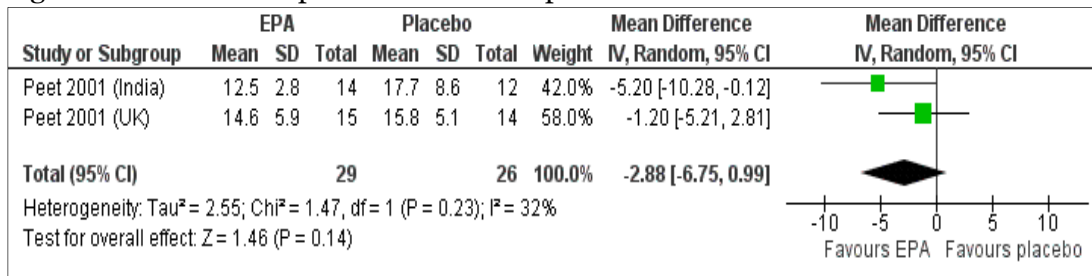 EPA Placebo Mean Difference Mean Difference
Study or Subgroup Mean SD Total Mean SD Total Weight IV, Random, 95% CI IV, Random, 95% CI
Peet 2001 (India) 12.5 2.8 14 17.7 8.6 12 42.0% -5.20 [-10.28, -0.12]
Peet 2001 (UK) 14.6 5.9 15 15.8 5.1 14 58.0% -1.20 [-5.21, 2.81]
Total (95% CI) 29 26 100.0% -2.88 [-6.75, 0.99]
Heterogeneity: Tau² = 2.55; Chi² = 1.47, df = 1 (P = 0.23); I² = 32%
Test for overall effect: Z = 1.46 (P = 0.14)
-10 -5 0 5 10
Favours EPA Favours placebo